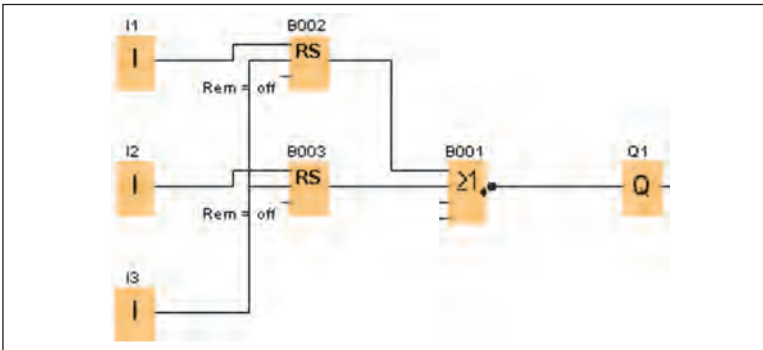 I1
B002
I
RS
Rem = off
I2
B003
B001
Q1
I
RS
≥1
Q
Rem = off
I3
I